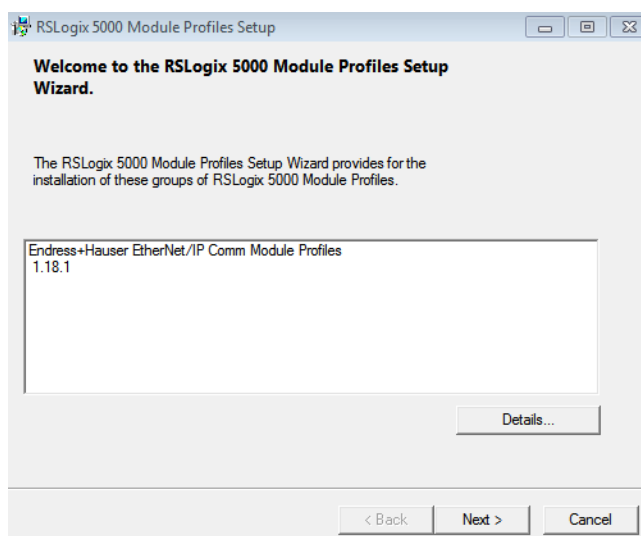 RSLogix 5000 Module Profiles Setup
Welcome to the RSLogix 5000 Module Profiles Setup
Wizard.
The RSLogix 5000 Module Profiles Setup Wizard provides for the
installation of these groups of RSLogix 5000 Module Profiles.
Endress+Hauser EtherNet/IP Comm Module Profiles
1.18.1
Details...
< Back Next > Cancel